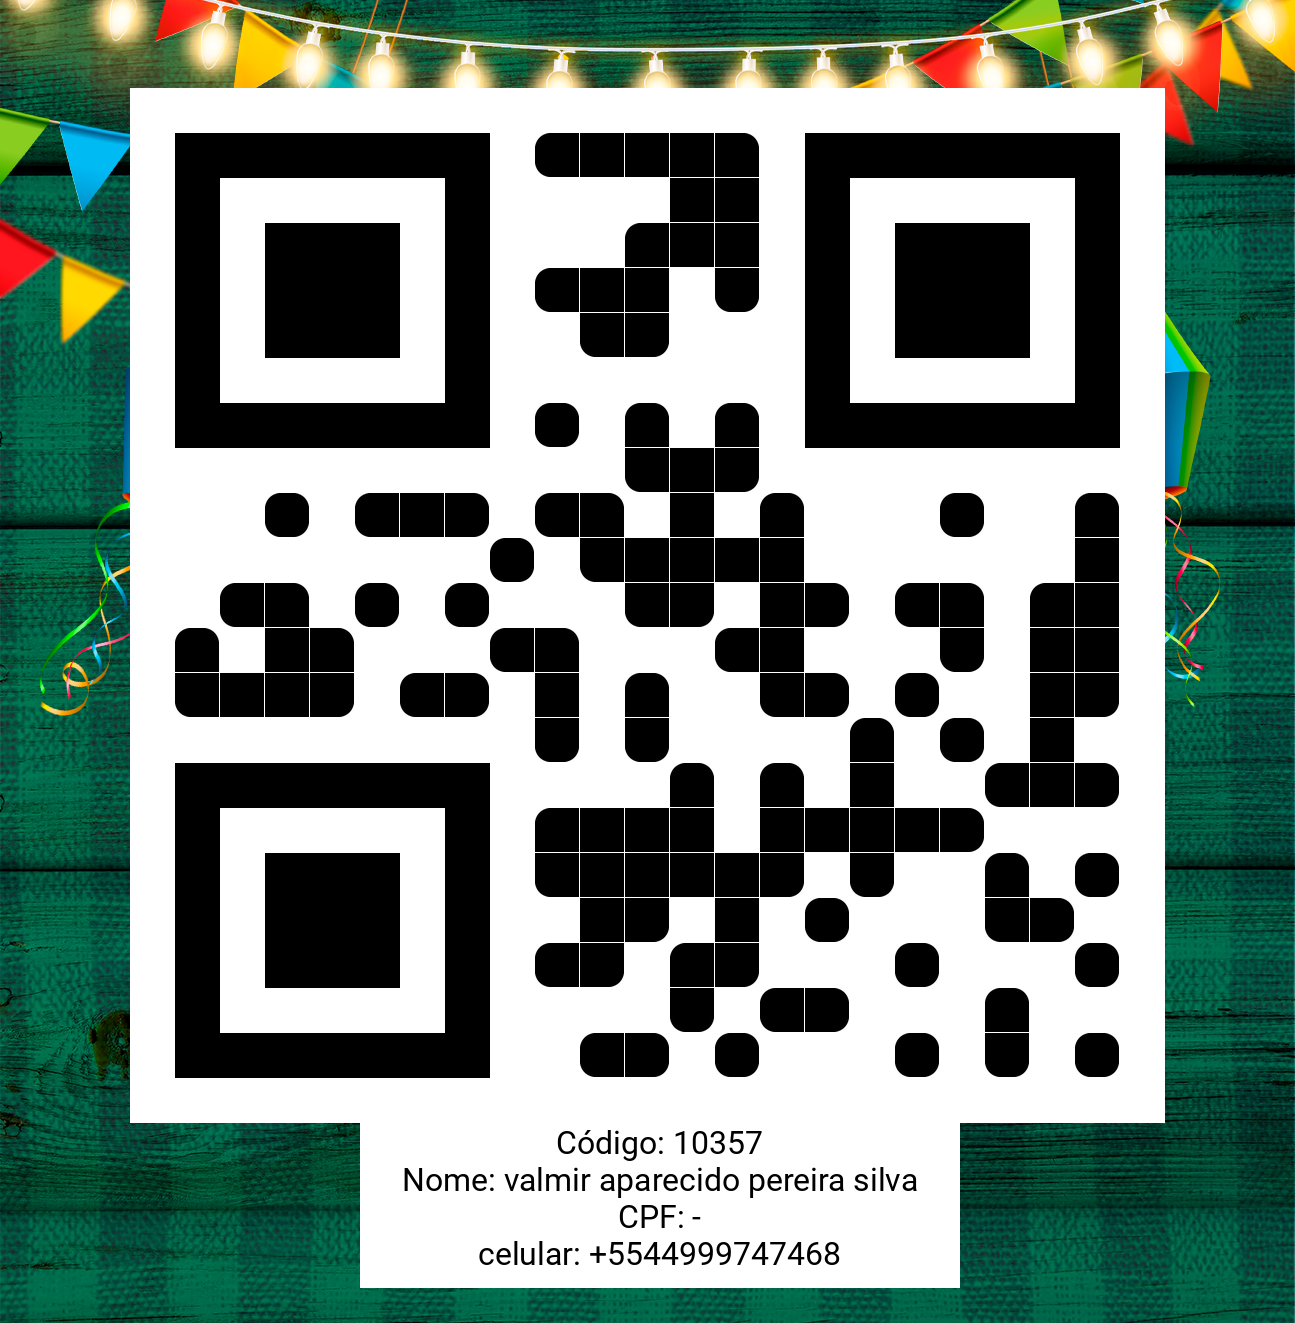 Código: 10357
Nome: valmir aparecido pereira silva
CPF: -
celular: +5544999747468